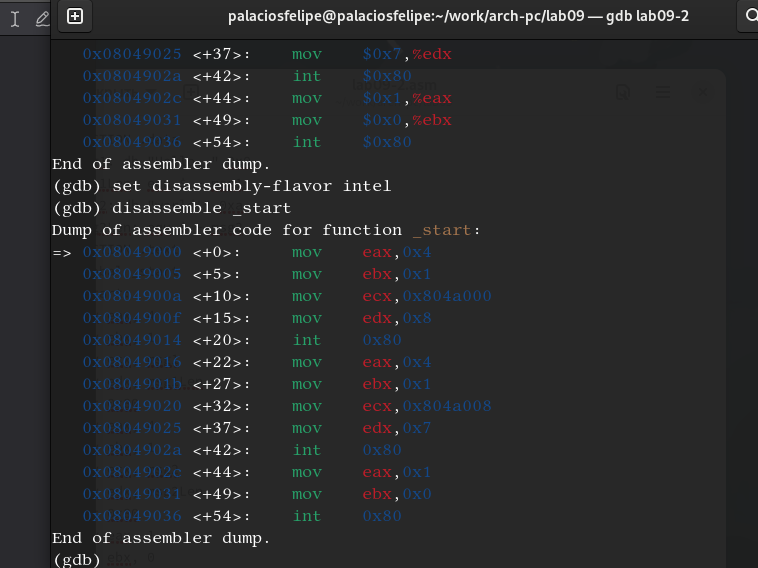 palaciosfelipe@palaciosfelipe:~/work/arch-pc/lab09 — gdb lab09-2
0x08049025 <+37>: mov $0x7,%edx
0x0804902a <+42>: int $0x80
0x0804902c <+44>: mov $0x1,%eax
0x08049031 <+49>: mov $0x0,%ebx
0x08049036 <+54>: int $0x80
End of assembler dump.
(gdb) set disassembly-flavor intel
(gdb) disassemble _start
Dump of assembler code for function _start:
=> 0x08049000 <+0>: mov eax,0x4
0x08049005 <+5>: mov ebx,0x1
0x0804900a <+10>: mov ecx,0x804a000
0x0804900f <+15>: mov edx,0x8
0x08049014 <+20>: int 0x80
0x08049016 <+22>: mov eax,0x4
0x0804901b <+27>: mov ebx,0x1
0x08049020 <+32>: mov ecx,0x804a008
0x08049025 <+37>: mov edx,0x7
0x0804902a <+42>: int 0x80
0x0804902c <+44>: mov eax,0x1
0x08049031 <+49>: mov ebx,0x0
0x08049036 <+54>: int 0x80
End of assembler dump.
(gdb)